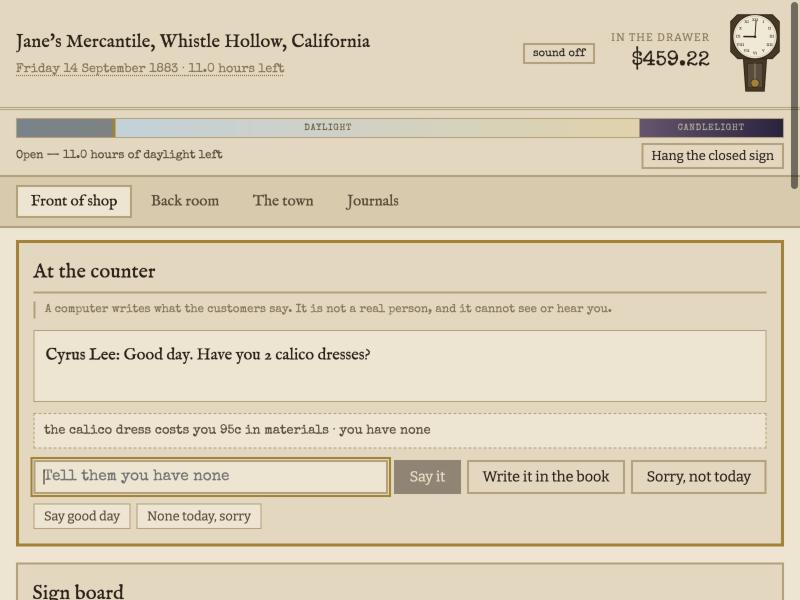 Jane's Mercantile, Whistle Hollow, California
Friday 14 September 1883 · 11.0 hours left
sound off
IN THE DRAWER
$459.22
DAYLIGHT
CANDLELIGHT
Open — 11.0 hours of daylight left
Hang the closed sign
Front of shop
Back room
The town
Journals
At the counter
A computer writes what the customers say. It is not a real person, and it cannot see or hear you.
Cyrus Lee: Good day. Have you 2 calico dresses?
the calico dress costs you 95c in materials · you have none
Tell them you have none
Say it
Write it in the book
Sorry, not today
Say good day
None today, sorry
Sign board